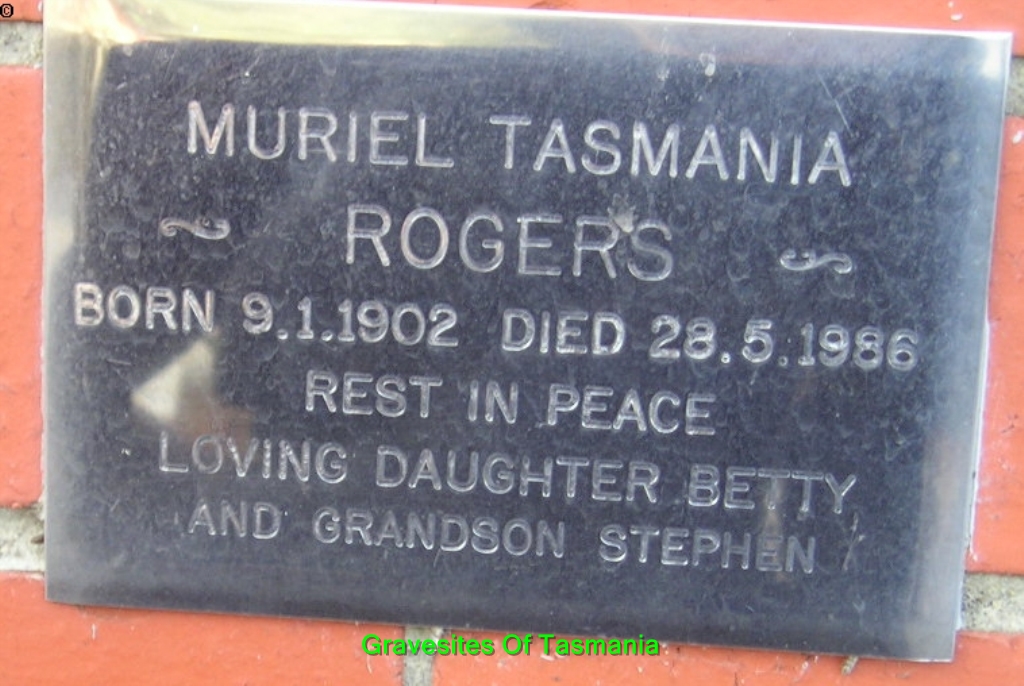 ©
MURIEL TASMANIA
ROGERS
BORN 9.1.1902 DIED 28.5.1986
REST IN PEACE
LOVING DAUGHTER BETTY
AND GRANDSON STEPHEN
Gravesites Of Tasmania